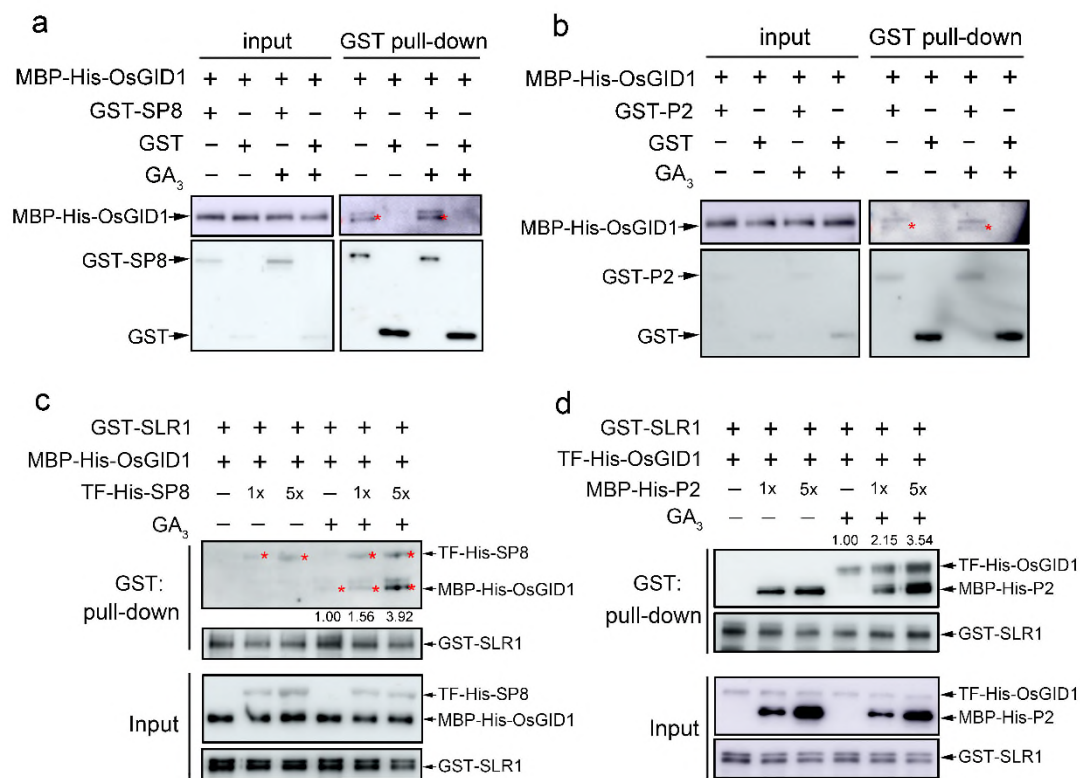 a
input GST pull-down
MBP-His-OsGID1 + + + + + + + +
GST-SP8 + − + − + − + −
GST − + − + − + − +
GA3 − − + + − − + +
MBP-His-OsGID1 * *
GST-SP8
GST
b
input GST pull-down
MBP-His-OsGID1 + + + + + + + +
GST-P2 + − + − + − + −
GST − + − + − + − +
GA3 − − + + − − + +
MBP-His-OsGID1 * *
GST-P2
GST
c
GST-SLR1 + + + + + +
MBP-His-OsGID1 + + + + + +
TF-His-SP8 − 1x 5x − 1x 5x
GA3 − − − + + +
GST:
pull-down
* * * * TF-His-SP8
* * * MBP-His-OsGID1
1.00 1.56 3.92
GST-SLR1
Input
TF-His-SP8
MBP-His-OsGID1
GST-SLR1
d
GST-SLR1 + + + + + +
TF-His-OsGID1 + + + + + +
MBP-His-P2 − 1x 5x − 1x 5x
GA3 − − − + + +
1.00 2.15 3.54
GST:
pull-down
TF-His-OsGID1
MBP-His-P2
GST-SLR1
Input
TF-His-OsGID1
MBP-His-P2
GST-SLR1